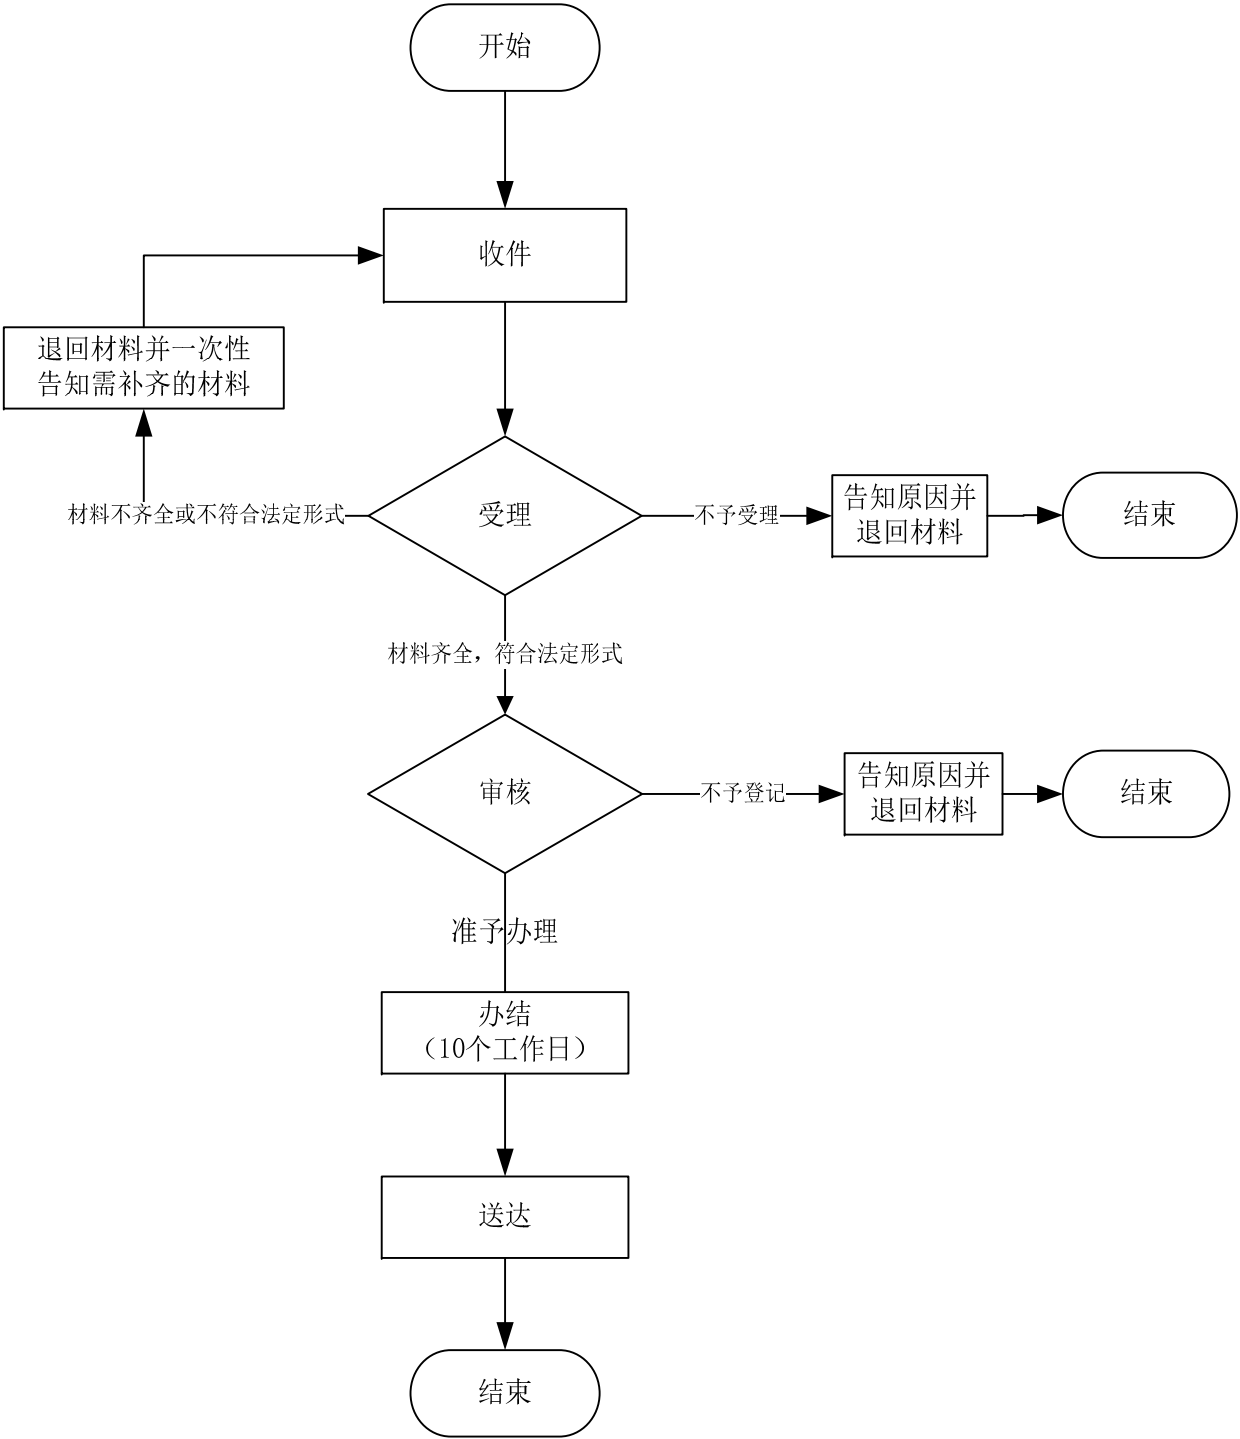 开始
收件
退回材料并一次性
告知需补齐的材料
材料不齐全或不符合法定形式
受理
不予受理
告知原因并
退回材料
结束
材料齐全，符合法定形式
审核
不予登记
告知原因并
退回材料
结束
准予办理
办结
（10个工作日）
送达
结束